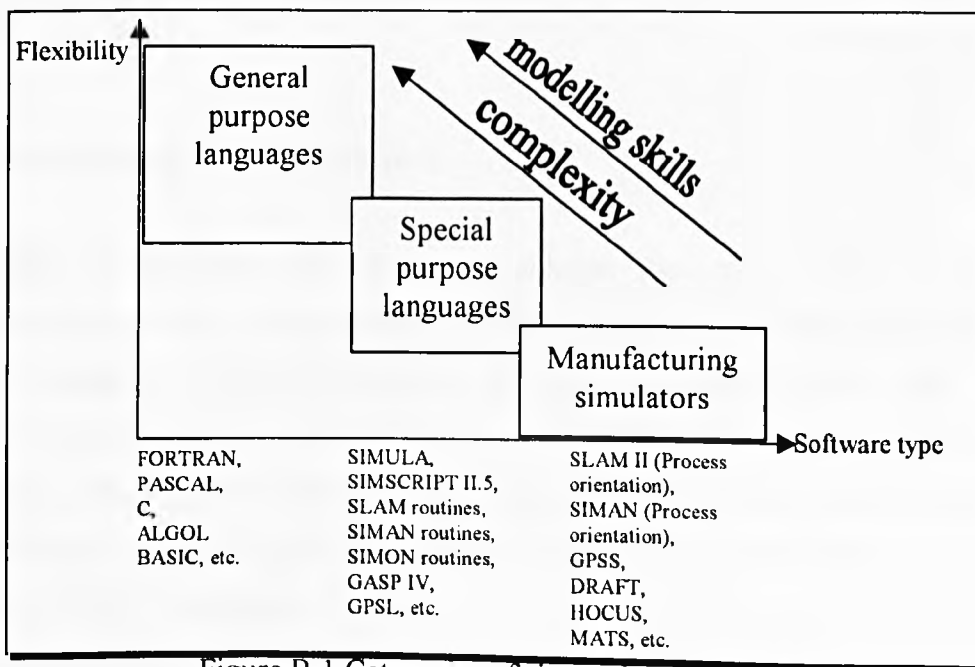 Flexibility
General
purpose
languages
modelling skills
complexity
Special
purpose
languages
Manufacturing
simulators
Software type
FORTRAN,
PASCAL,
C,
ALGOL
BASIC, etc.
SIMULA,
SIMSCRIPT II.5,
SLAM routines,
SIMAN routines,
SIMON routines,
GASP IV,
GPSL, etc.
SLAM II (Process
orientation),
SIMAN (Process
orientation),
GPSS,
DRAFT,
HOCUS,
MATS, etc.